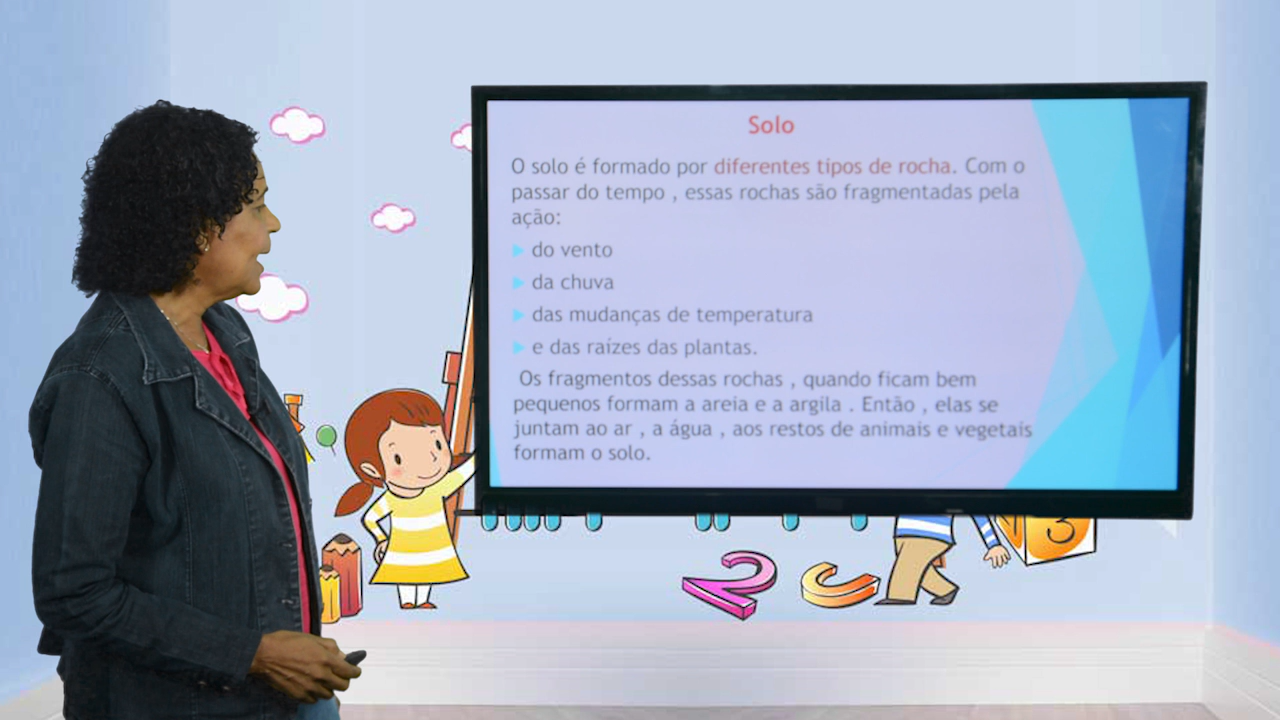 Solo
O solo é formado por diferentes tipos de rocha. Com o
passar do tempo , essas rochas são fragmentadas pela
ação:
do vento
da chuva
das mudanças de temperatura
e das raízes das plantas.
Os fragmentos dessas rochas , quando ficam bem
pequenos formam a areia e a argila . Então , elas se
juntam ao ar , a água , aos restos de animais e vegetais
formam o solo.
2
3